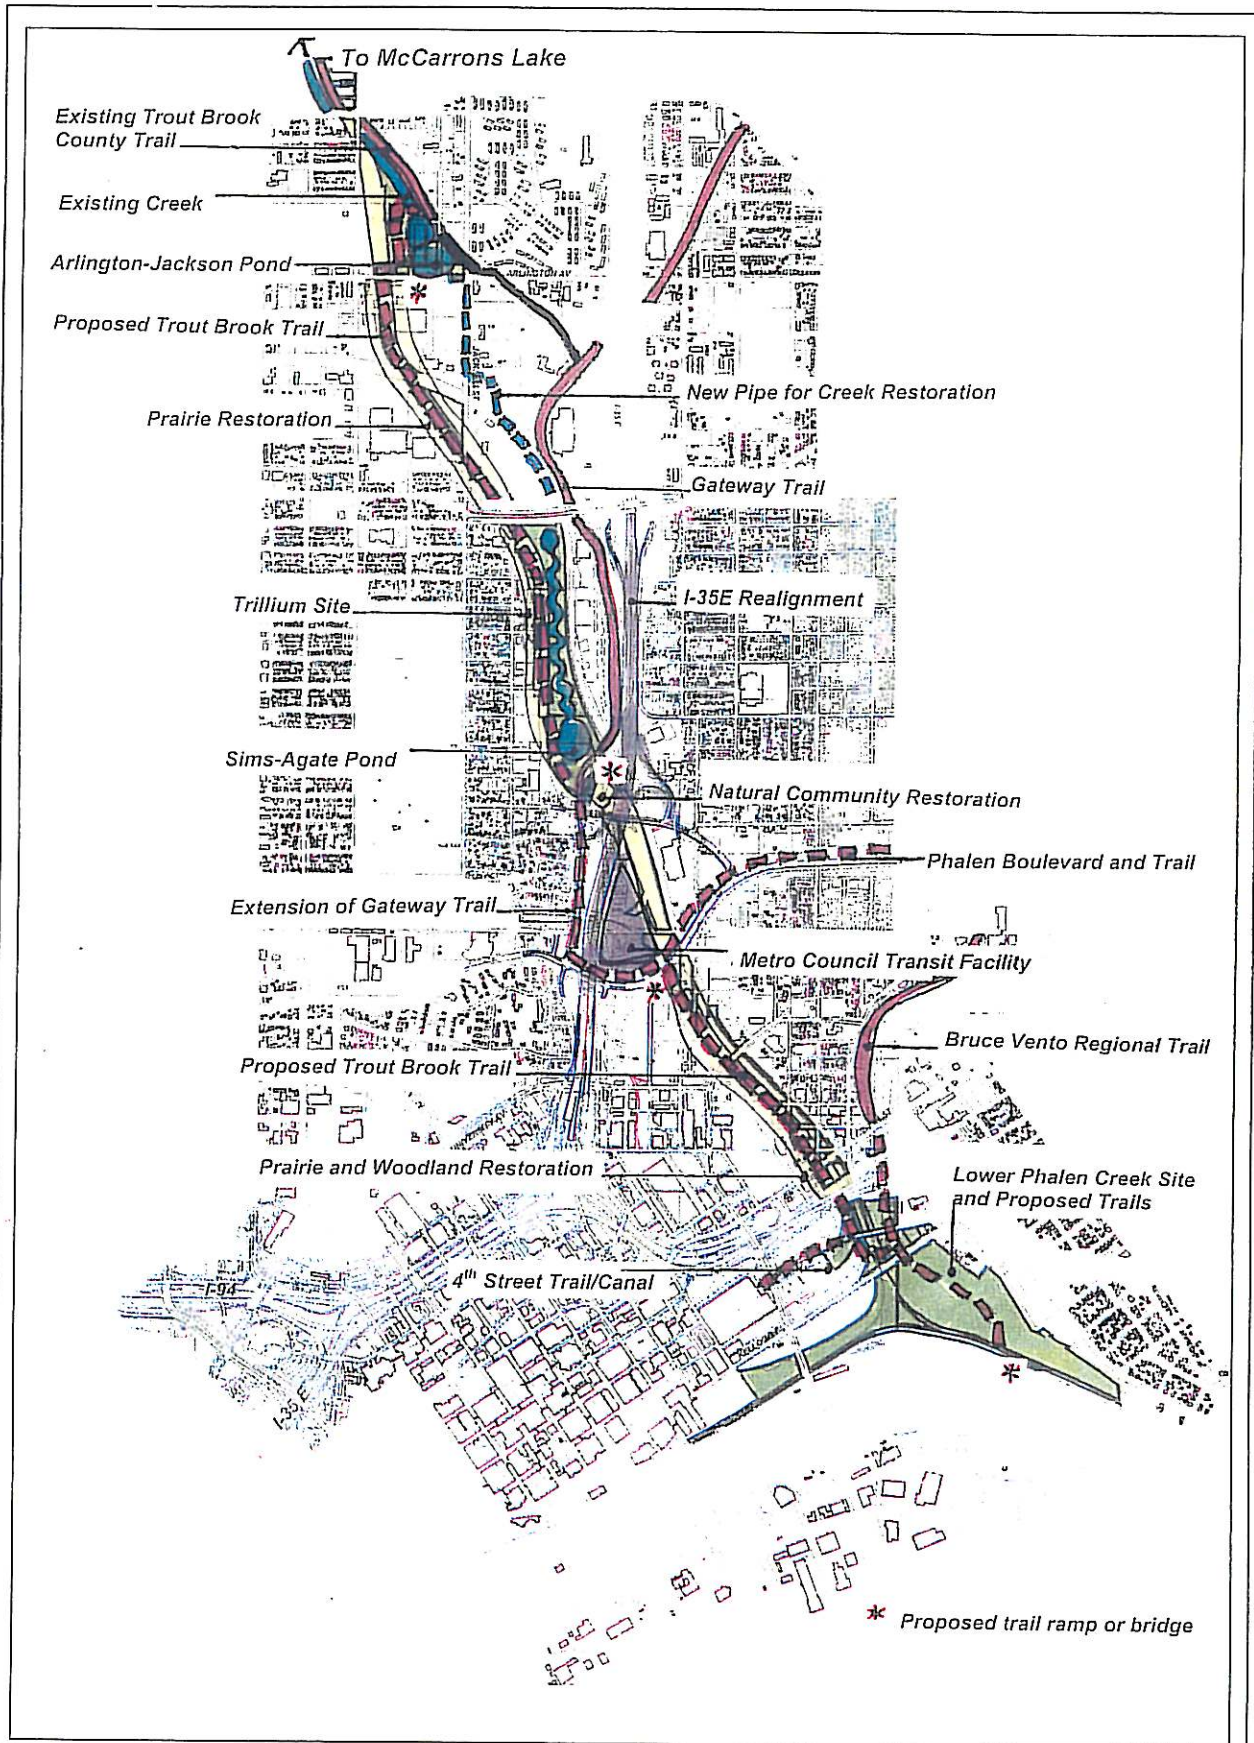 To McCarrons Lake
Existing Trout Brook
County Trail
Existing Creek
Arlington-Jackson Pond
Proposed Trout Brook Trail
New Pipe for Creek Restoration
Prairie Restoration
Gateway Trail
I-35E Realignment
Trillium Site
Sims-Agate Pond
Natural Community Restoration
Phalen Boulevard and Trail
Extension of Gateway Trail
Metro Council Transit Facility
Bruce Vento Regional Trail
Proposed Trout Brook Trail
Prairie and Woodland Restoration
Lower Phalen Creek Site
and Proposed Trails
4th Street Trail/Canal
I-94
I-35 E
* Proposed trail ramp or bridge